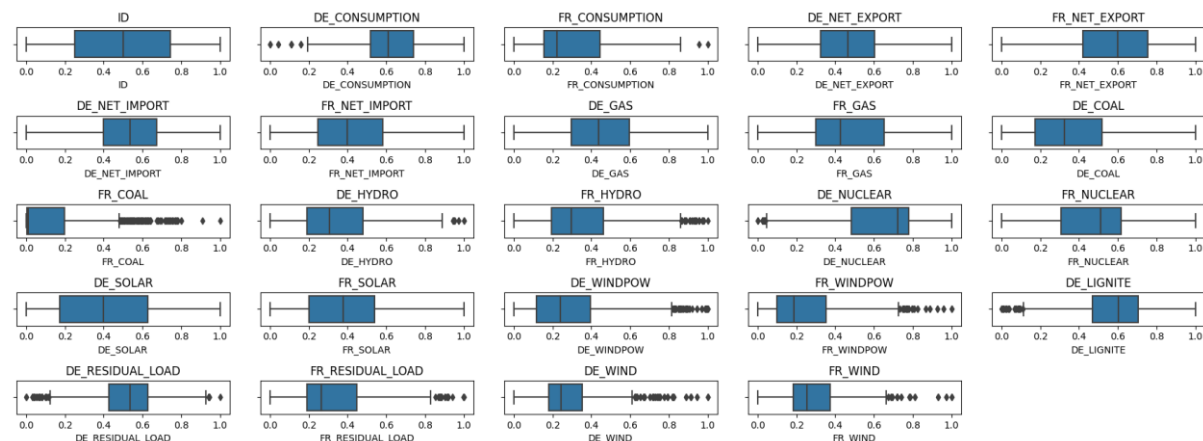 ID DE_CONSUMPTION FR_CONSUMPTION DE_NET_EXPORT FR_NET_EXPORT
0.0 0.2 0.4 0.6 0.8 1.0 0.0 0.2 0.4 0.6 0.8 1.0 0.0 0.2 0.4 0.6 0.8 1.0 0.0 0.2 0.4 0.6 0.8 1.0 0.0 0.2 0.4 0.6 0.8 1.0
ID DE_CONSUMPTION FR_CONSUMPTION DE_NET_EXPORT FR_NET_EXPORT
DE_NET_IMPORT FR_NET_IMPORT DE_GAS FR_GAS DE_COAL
0.0 0.2 0.4 0.6 0.8 1.0 0.0 0.2 0.4 0.6 0.8 1.0 0.0 0.2 0.4 0.6 0.8 1.0 0.0 0.2 0.4 0.6 0.8 1.0 0.0 0.2 0.4 0.6 0.8 1.0
DE_NET_IMPORT FR_NET_IMPORT DE_GAS FR_GAS DE_COAL
FR_COAL DE_HYDRO FR_HYDRO DE_NUCLEAR FR_NUCLEAR
0.0 0.2 0.4 0.6 0.8 1.0 0.0 0.2 0.4 0.6 0.8 1.0 0.0 0.2 0.4 0.6 0.8 1.0 0.0 0.2 0.4 0.6 0.8 1.0 0.0 0.2 0.4 0.6 0.8 1.0
FR_COAL DE_HYDRO FR_HYDRO DE_NUCLEAR FR_NUCLEAR
DE_SOLAR FR_SOLAR DE_WINDPOW FR_WINDPOW DE_LIGNITE
0.0 0.2 0.4 0.6 0.8 1.0 0.0 0.2 0.4 0.6 0.8 1.0 0.0 0.2 0.4 0.6 0.8 1.0 0.0 0.2 0.4 0.6 0.8 1.0 0.0 0.2 0.4 0.6 0.8 1.0
DE_SOLAR FR_SOLAR DE_WINDPOW FR_WINDPOW DE_LIGNITE
DE_RESIDUAL_LOAD FR_RESIDUAL_LOAD DE_WIND FR_WIND
0.0 0.2 0.4 0.6 0.8 1.0 0.0 0.2 0.4 0.6 0.8 1.0 0.0 0.2 0.4 0.6 0.8 1.0 0.0 0.2 0.4 0.6 0.8 1.0
DE_RESIDUAL_LOAD FR_RESIDUAL_LOAD DE_WIND FR_WIND